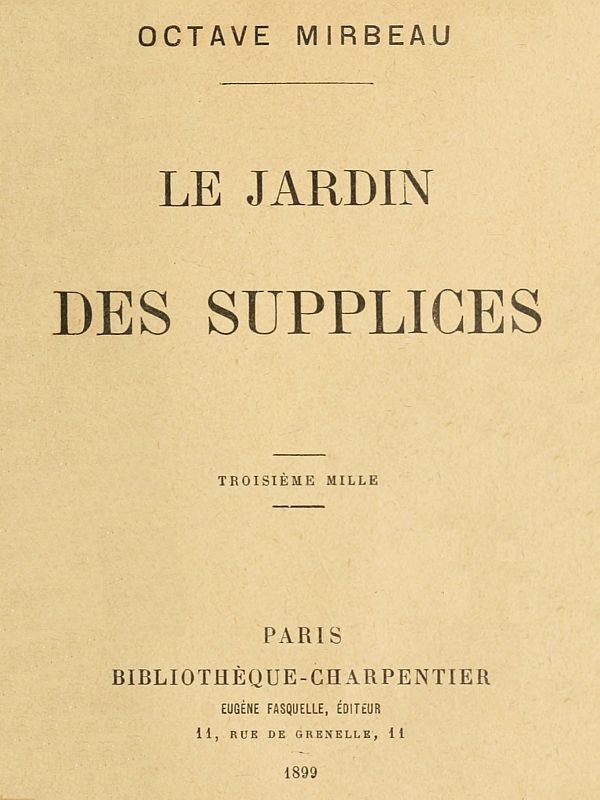 OCTAVE MIRBEAU
LE JARDIN
DES SUPPLICES
TROISIÈME MILLE
PARIS
BIBLIOTHÈQUE-CHARPENTIER
EUGÈNE FASQUELLE, ÉDITEUR
11, RUE DE GRENELLE, 11
1899